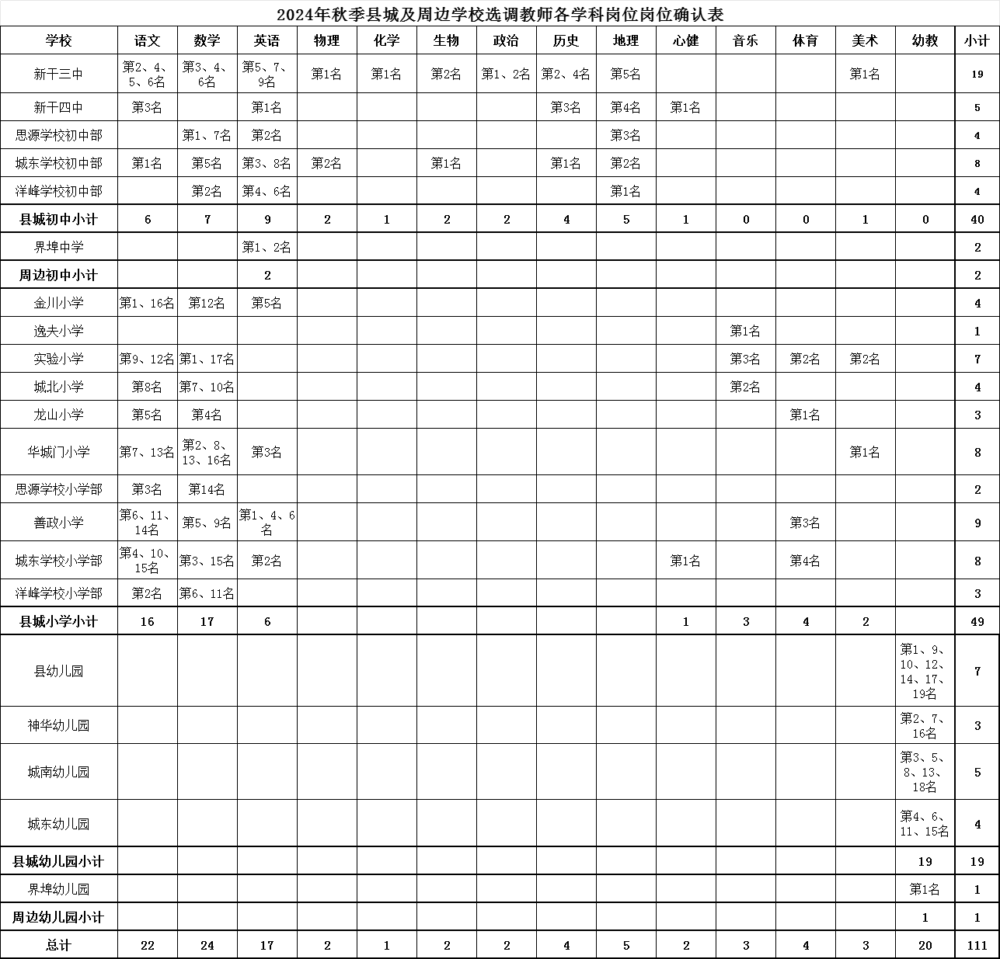 2024年秋季县城及周边学校选调教师各学科岗位岗位确认表
学校 语文 数学 英语 物理 化学 生物 政治 历史 地理 心健 音乐 体育 美术 幼教 小计
新干三中 第2、4、5、6名 第3、4、6名 第5、7、9名 第1名 第1名 第2名 第1、2名 第2、4名 第5名 第1名 19
新干四中 第3名 第1名 第3名 第4名 第1名 5
思源学校初中部 第1、7名 第2名 第3名 4
城东学校初中部 第1名 第5名 第3、8名 第2名 第1名 第1名 第2名 8
洋峰学校初中部 第2名 第4、6名 第1名 4
县城初中小计 6 7 9 2 1 2 2 4 5 1 0 0 1 0 40
界埠中学 第1、2名 2
周边初中小计 2 2
金川小学 第1、16名 第12名 第5名 4
逸夫小学 第1名 1
实验小学 第9、12名 第1、17名 第3名 第2名 第2名 7
城北小学 第8名 第7、10名 第2名 4
龙山小学 第5名 第4名 第1名 3
华城门小学 第7、13名 第2、8、13、16名 第3名 第1名 8
思源学校小学部 第3名 第14名 2
善政小学 第6、11、14名 第5、9名 第1、4、6名 第3名 9
城东学校小学部 第4、10、15名 第3、15名 第2名 第1名 第4名 8
洋峰学校小学部 第2名 第6、11名 3
县城小学小计 16 17 6 1 3 4 2 49
县幼儿园 第1、9、10、12、14、17、19名 7
神华幼儿园 第2、7、16名 3
城南幼儿园 第3、5、8、13、18名 5
城东幼儿园 第4、6、11、15名 4
县城幼儿园小计 19 19
界埠幼儿园 第1名 1
周边幼儿园小计 1 1
总计 22 24 17 2 1 2 2 4 5 2 3 4 3 20 111